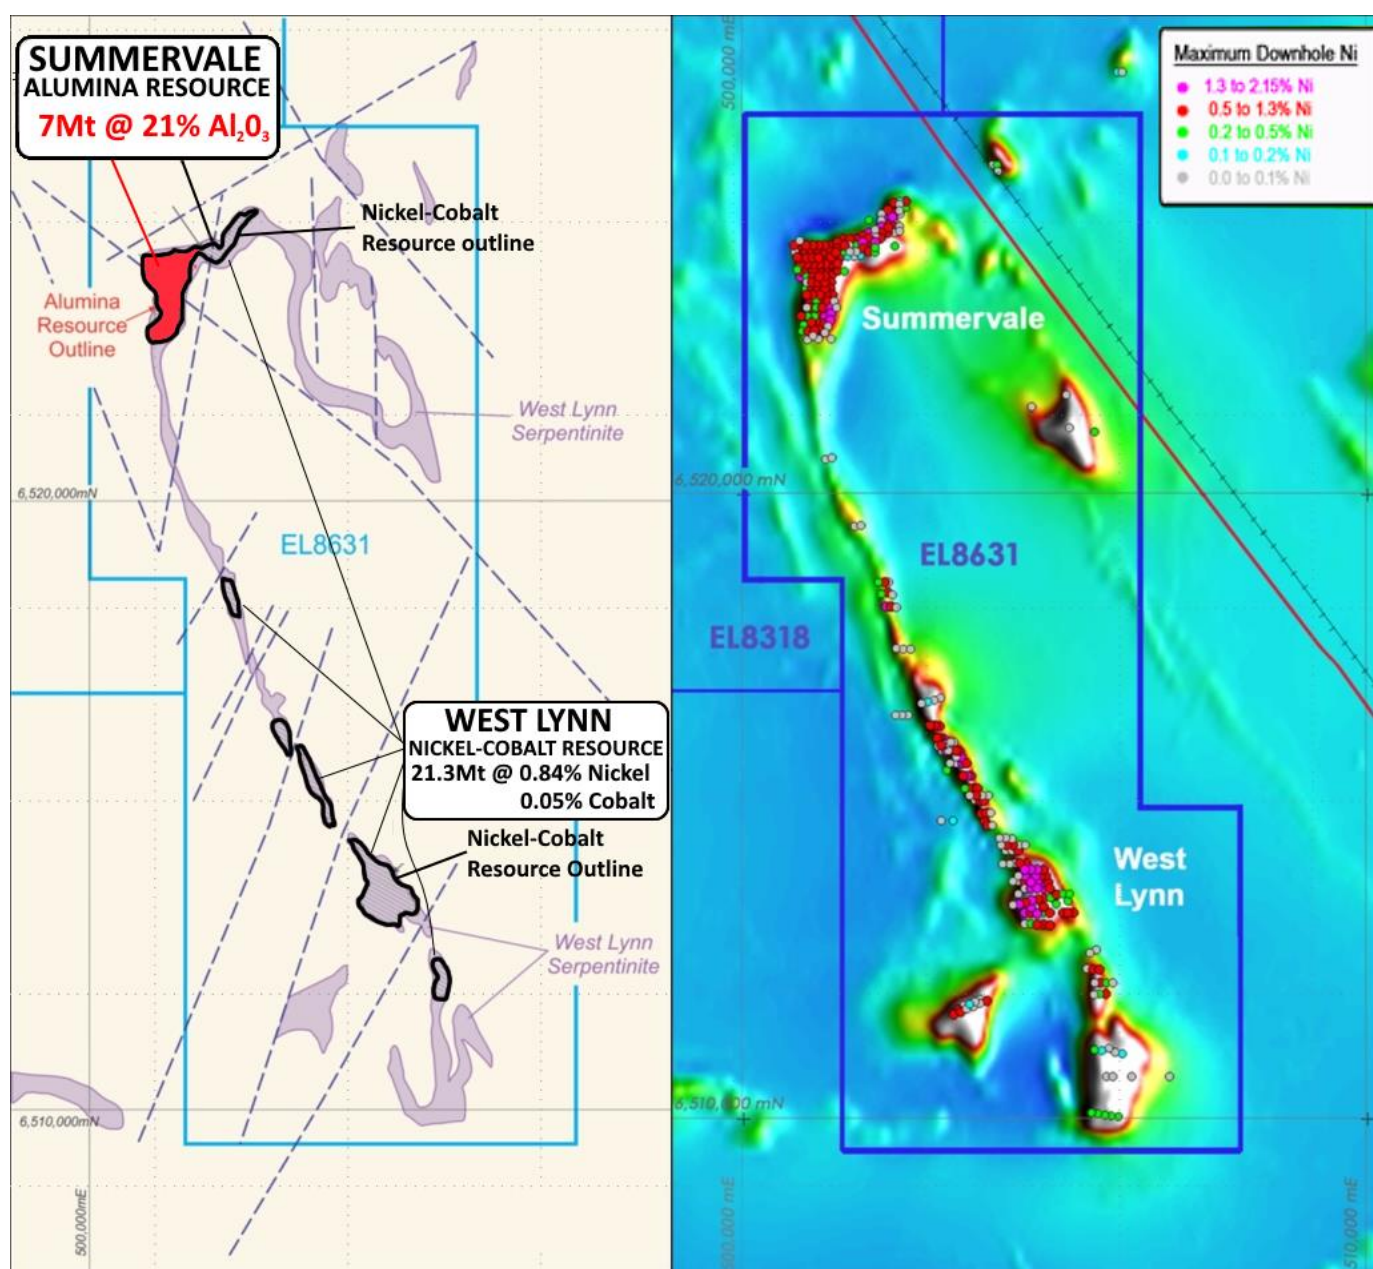 SUMMERVALE
ALUMINA RESOURCE
7Mt @ 21% Al₂0₃
Nickel-Cobalt
Resource outline
Alumina
Resource
Outline
West Lynn
Serpentinite
6,520,000mN
EL8631
WEST LYNN
NICKEL-COBALT RESOURCE
21.3Mt @ 0.84% Nickel
0.05% Cobalt
Nickel-Cobalt
Resource Outline
West Lynn
Serpentinite
6,510,000mN
500,000mE
500,000 mE
Maximum Downhole Ni
1.3 to 2.15% Ni
0.5 to 1.3% Ni
0.2 to 0.5% Ni
0.1 to 0.2% Ni
0.0 to 0.1% Ni
Summervale
6,520,000 mN
EL8631
EL8318
West
Lynn
6,510,000 mN
500,000 mE
510,000 mE